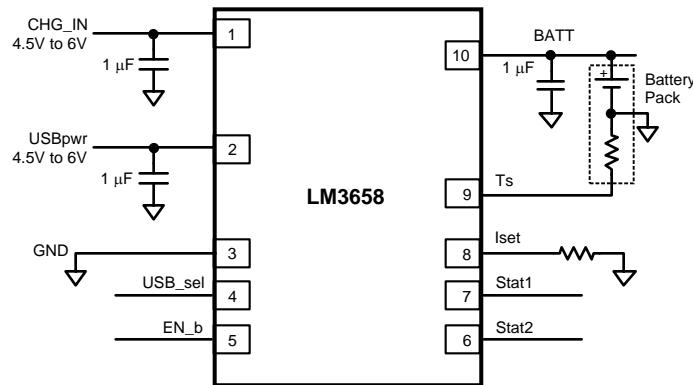 CHG_IN
4.5V to 6V
1 μF
1
USBpwr
4.5V to 6V
1 μF
2
GND
3
USB_sel
4
EN_b
5
LM3658
10
BATT
1 μF
+
Battery
Pack
9
Ts
8
Iset
7
Stat1
6
Stat2